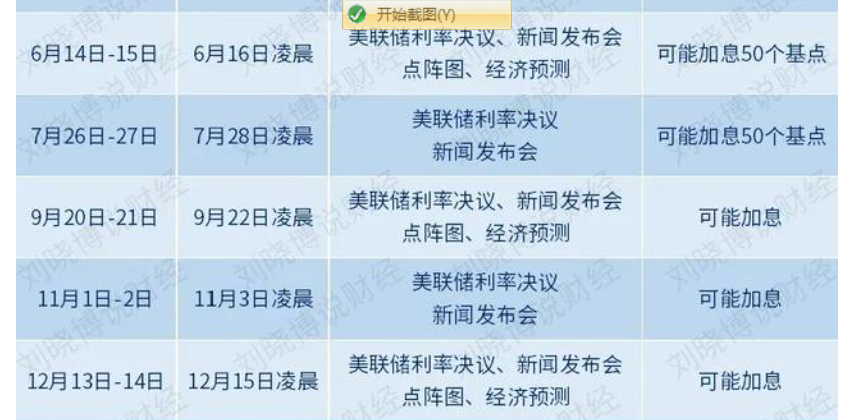 开始截图(Y)
6月14日-15日
6月16日凌晨
美联储利率决议、新闻发布会
点阵图、经济预测
可能加息50个基点
7月26日-27日
7月28日凌晨
美联储利率决议
新闻发布会
可能加息50个基点
9月20日-21日
9月22日凌晨
美联储利率决议、新闻发布会
点阵图、经济预测
可能加息
11月1日-2日
11月3日凌晨
美联储利率决议
新闻发布会
可能加息
12月13日-14日
12月15日凌晨
美联储利率决议、新闻发布会
点阵图、经济预测
可能加息
刘晓博说财经